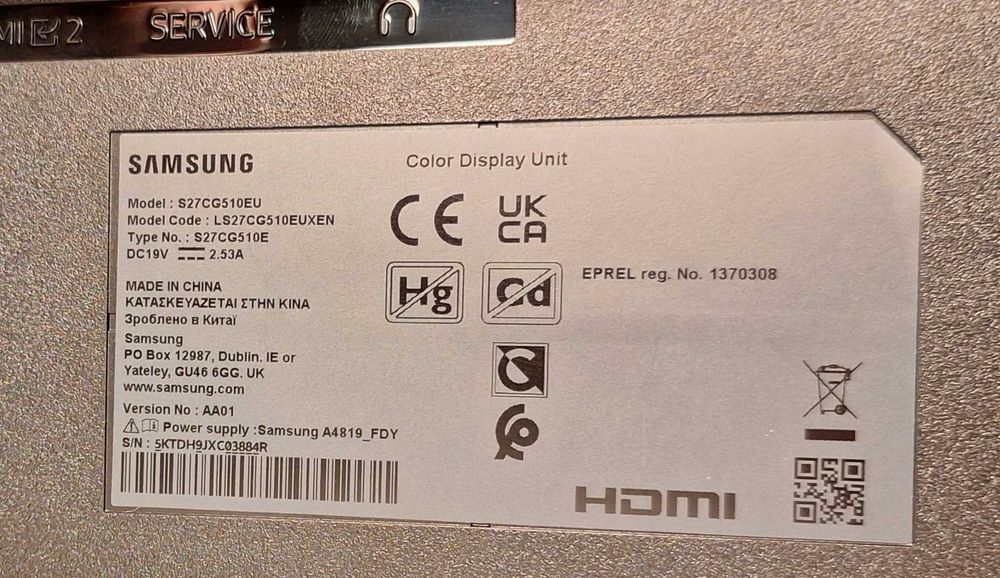 MI 2 SERVICE
SAMSUNG
Color Display Unit
Model : S27CG510EU
Model Code : LS27CG510EUXEN
Type No. : S27CG510E
DC19V 2.53A
CE
UK
CA
Hg
Cd
EPREL reg. No. 1370308
MADE IN CHINA
ΚΑΤΑΣΚΕΥΑΖΕΤΑΙ ΣΤΗΝ ΚΙΝΑ
Зроблено в Китаї
Samsung
PO Box 12987, Dublin. IE or
Yateley, GU46 6GG. UK
www.samsung.com
Version No : AA01
Power supply :Samsung A4819_FDY
S/N : 5KTDH9JXC03884R
HDMI